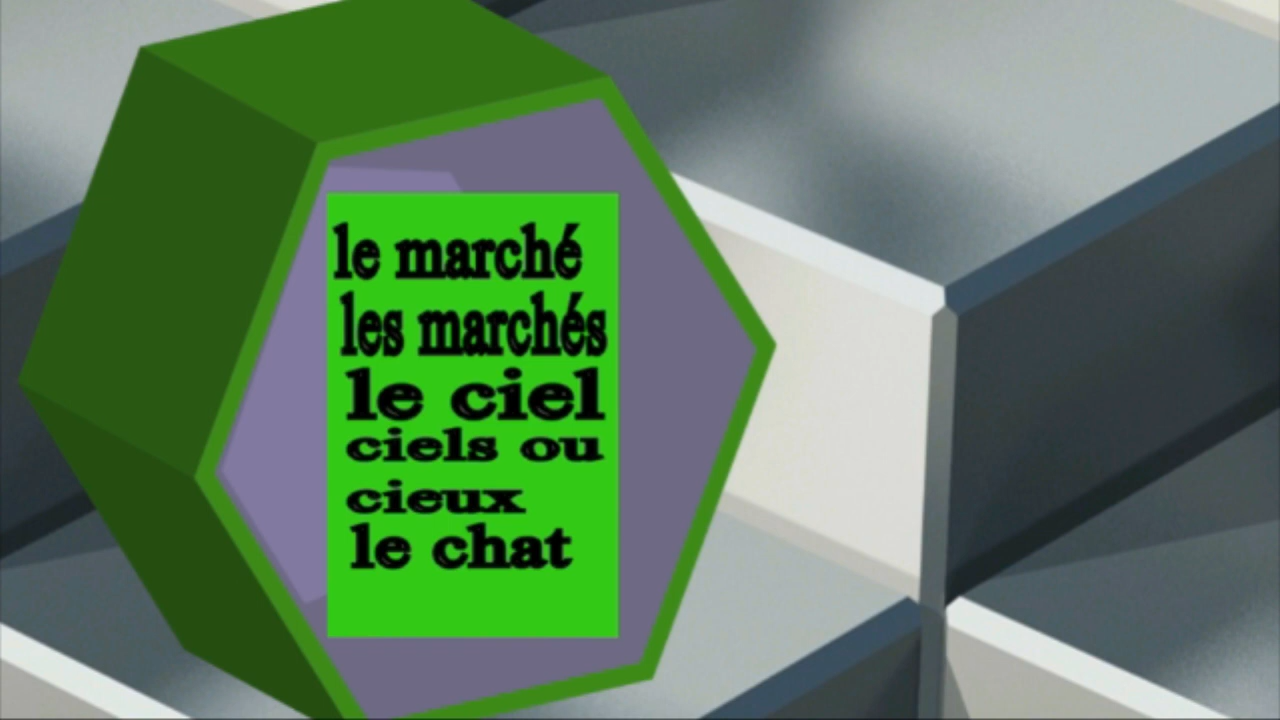 le marché
les marchés
le ciel
ciels ou
cieux
le chat